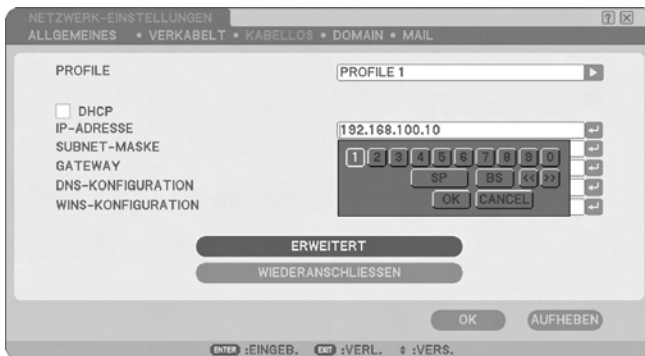 NETZWERK-EINSTELLUNGEN ?
ALLGEMEINES • VERKABELT • KABELLOS • DOMAIN • MAIL
PROFILE PROFILE 1
DHCP
IP-ADRESSE 192.168.100.10
SUBNET-MASKE
GATEWAY
DNS-KONFIGURATION
WINS-KONFIGURATION
1 2 3 4 5 6 7 8 9 0
SP BS << >>
OK CANCEL
ERWEITERT
WIEDERANSCHLIESSEN
OK AUFHEBEN
ENTER :EINGEB. EXIT :VERL. :VERS.